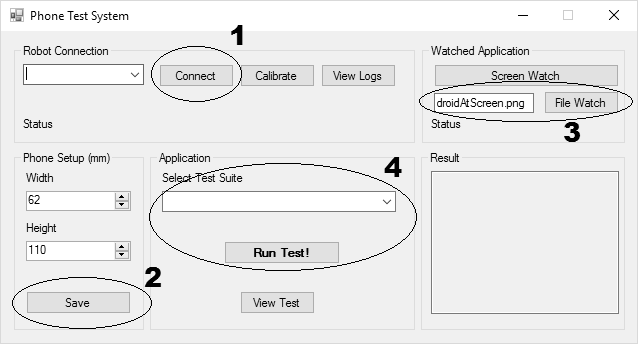 Phone Test System
Robot Connection
1
Connect
Calibrate
View Logs
Status
Watched Application
Screen Watch
droidAtScreen.png
File Watch
Status
3
Phone Setup (mm)
Width
62
Height
110
2
Save
Application
4
Select Test Suite
Run Test!
View Test
Result